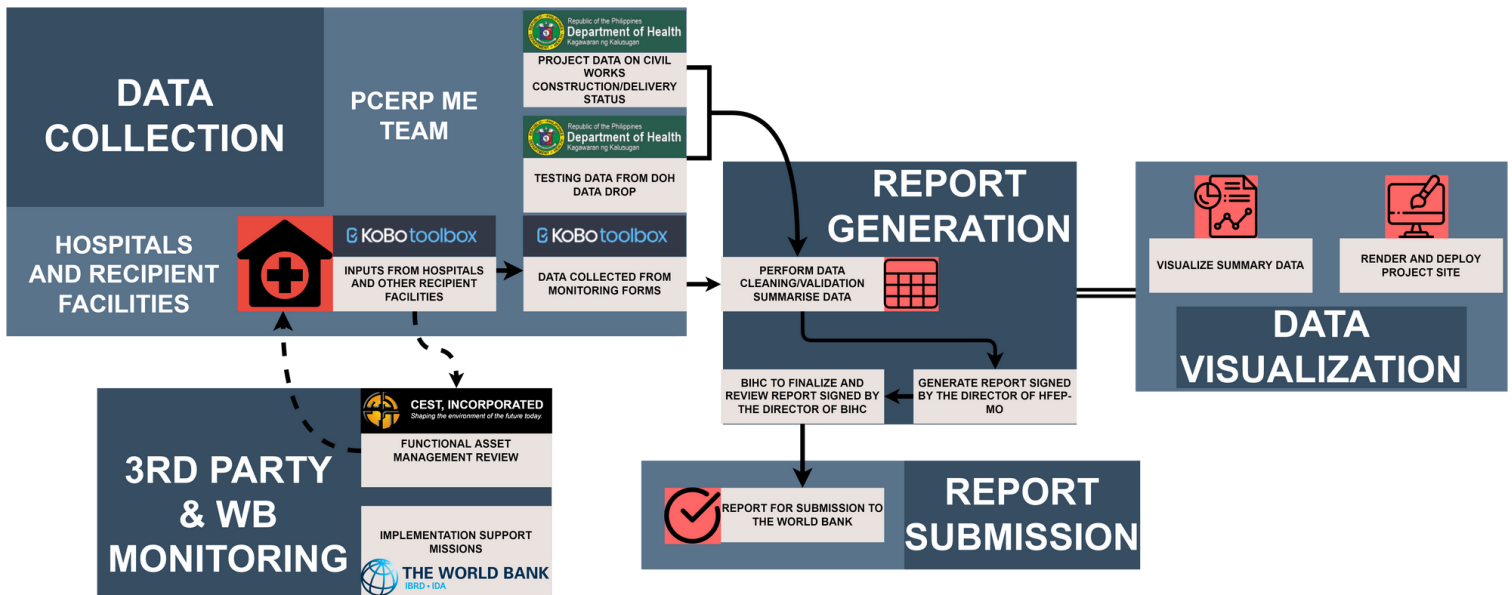 DATA
COLLECTION
PCERP ME
TEAM
Republic of the Philippines
Department of Health
Kagawaran ng Kalusugan
PROJECT DATA ON CIVIL
WORKS
CONSTRUCTION/DELIVERY
STATUS
Republic of the Philippines
Department of Health
Kagawaran ng Kalusugan
TESTING DATA FROM DOH
DATA DROP
HOSPITALS
AND RECIPIENT
FACILITIES
KoBo toolbox
INPUTS FROM HOSPITALS
AND OTHER RECIPIENT
FACILITIES
KoBo toolbox
DATA COLLECTED FROM
MONITORING FORMS
REPORT
GENERATION
PERFORM DATA
CLEANING/VALIDATION
SUMMARISE DATA
GENERATE REPORT SIGNED
BY THE DIRECTOR OF HFEP-
MO
BIHC TO FINALIZE AND
REVIEW REPORT SIGNED BY
THE DIRECTOR OF BIHC
VISUALIZE SUMMARY DATA
RENDER AND DEPLOY
PROJECT SITE
DATA
VISUALIZATION
3RD PARTY
& WB
MONITORING
CEST, INCORPORATED
Shaping the environment of the future today.
FUNCTIONAL ASSET
MANAGEMENT REVIEW
IMPLEMENTATION SUPPORT
MISSIONS
THE WORLD BANK
IBRD • IDA
REPORT FOR SUBMISSION TO
THE WORLD BANK
REPORT
SUBMISSION